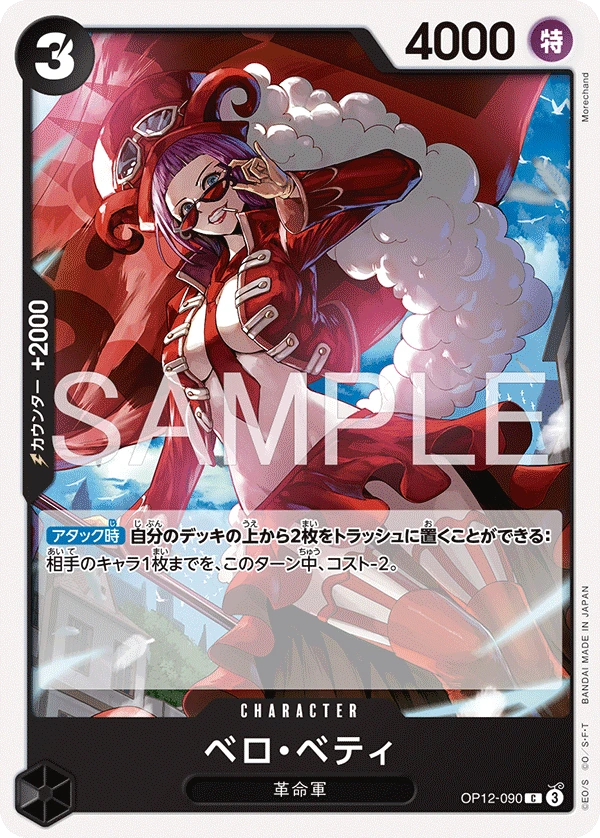 3
4000 特
Morechand
カウンター +2000
SAMPLE
アタック時 自分のデッキの上から2枚をトラッシュに置くことができる:
相手のキャラ1枚までを、このターン中、コスト-2。
CHARACTER
ベロ・ベティ
革命軍
OP12-090 C 3
©E.O/S ©O/S・F・T BANDAI MADE IN JAPAN